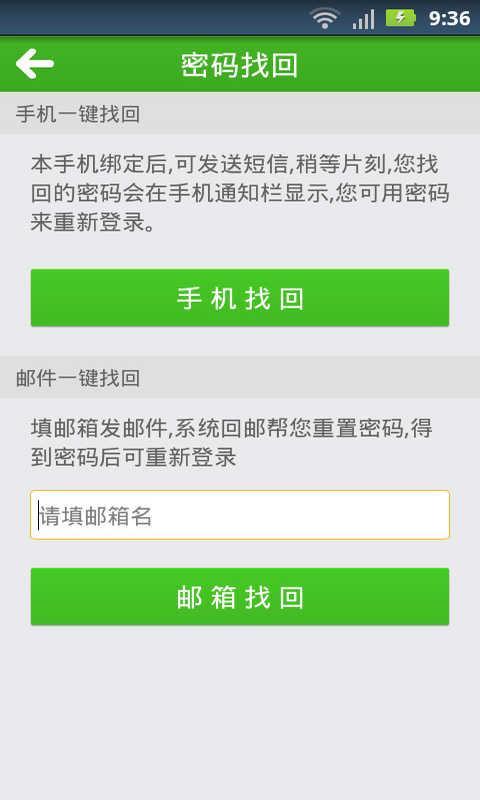 9:36
密码找回
手机一键找回
本手机绑定后,可发送短信,稍等片刻,您找
回的密码会在手机通知栏显示,您可用密码
来重新登录。
手机找回
邮件一键找回
填邮箱发邮件,系统回邮帮您重置密码,得
到密码后可重新登录
请填邮箱名
邮箱找回